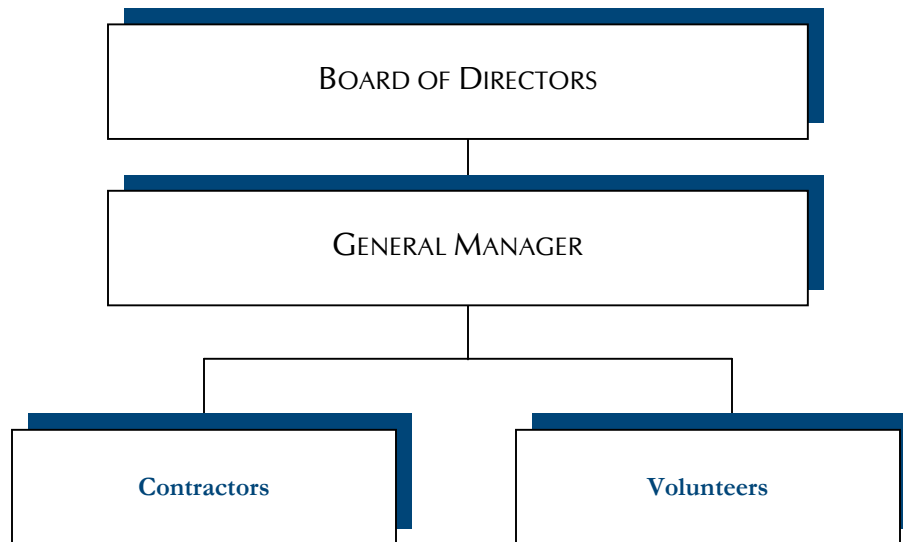 BOARD OF DIRECTORS
GENERAL MANAGER
Contractors
Volunteers